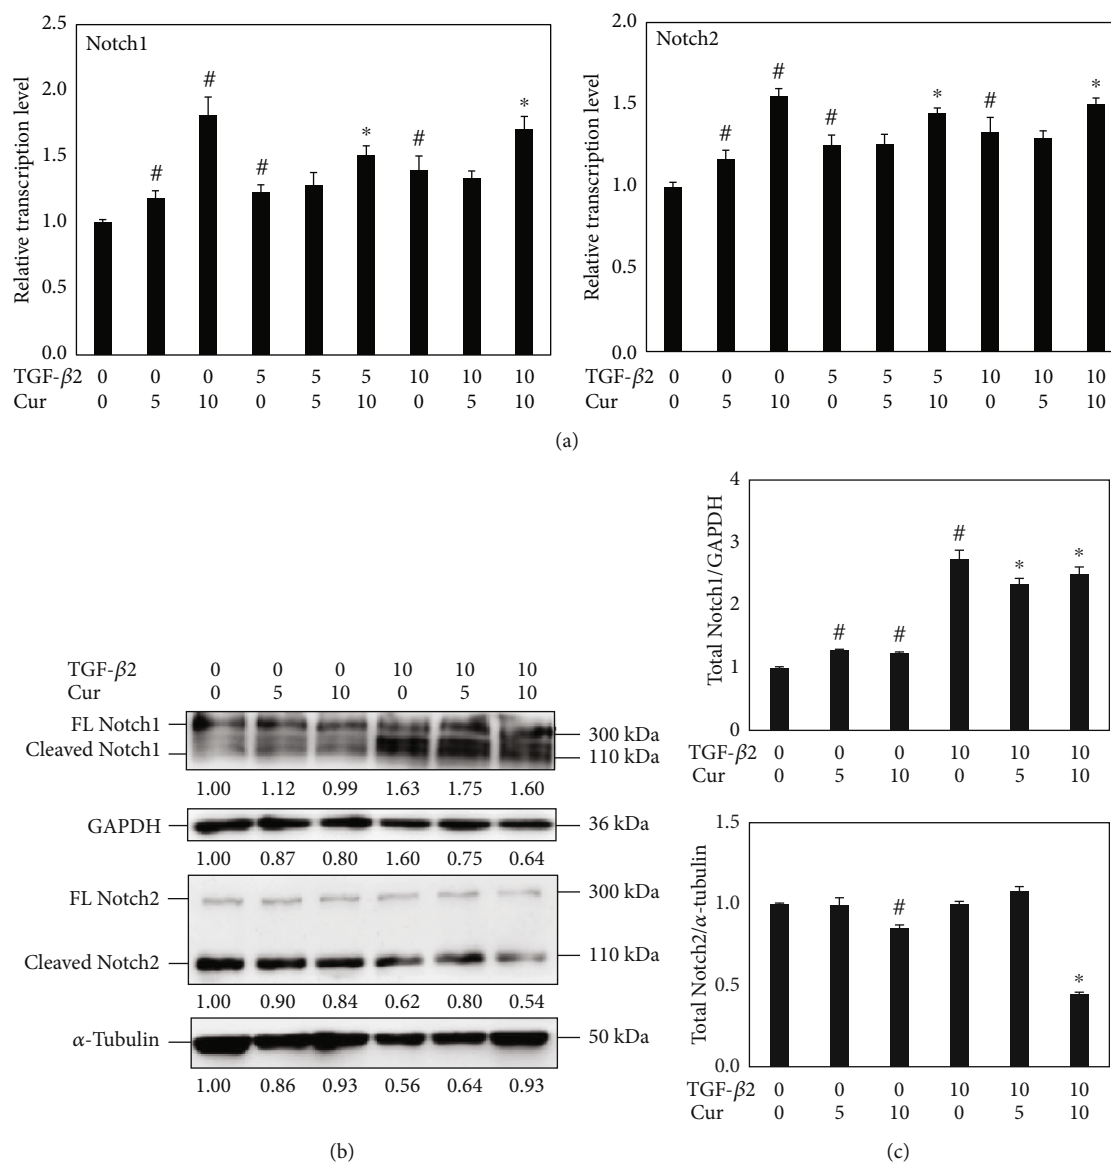 Notch1
Relative transcription level
2.5
2.0
1.5
1.0
0.5
0.0
# # # * # *
TGF-β2 0 0 0 5 5 5 10 10 10
Cur 0 5 10 0 5 10 0 5 10
Notch2
Relative transcription level
2.0
1.5
1.0
0.5
0.0
# # # * # *
TGF-β2 0 0 0 5 5 5 10 10 10
Cur 0 5 10 0 5 10 0 5 10
(a)
TGF-β2 0 0 0 10 10 10
Cur 0 5 10 0 5 10
FL Notch1
300 kDa
Cleaved Notch1
110 kDa
1.00 1.12 0.99 1.63 1.75 1.60
GAPDH 36 kDa
1.00 0.87 0.80 1.60 0.75 0.64
FL Notch2 300 kDa
Cleaved Notch2 110 kDa
1.00 0.90 0.84 0.62 0.80 0.54
α-Tubulin 50 kDa
1.00 0.86 0.93 0.56 0.64 0.93
(b)
Total Notch1/GAPDH
4
3
2
1
0
# # # * *
TGF-β2 0 0 0 10 10 10
Cur 0 5 10 0 5 10
Total Notch2/α-tubulin
1.5
1.0
0.5
0.0
# *
TGF-β2 0 0 0 10 10 10
Cur 0 5 10 0 5 10
(c)